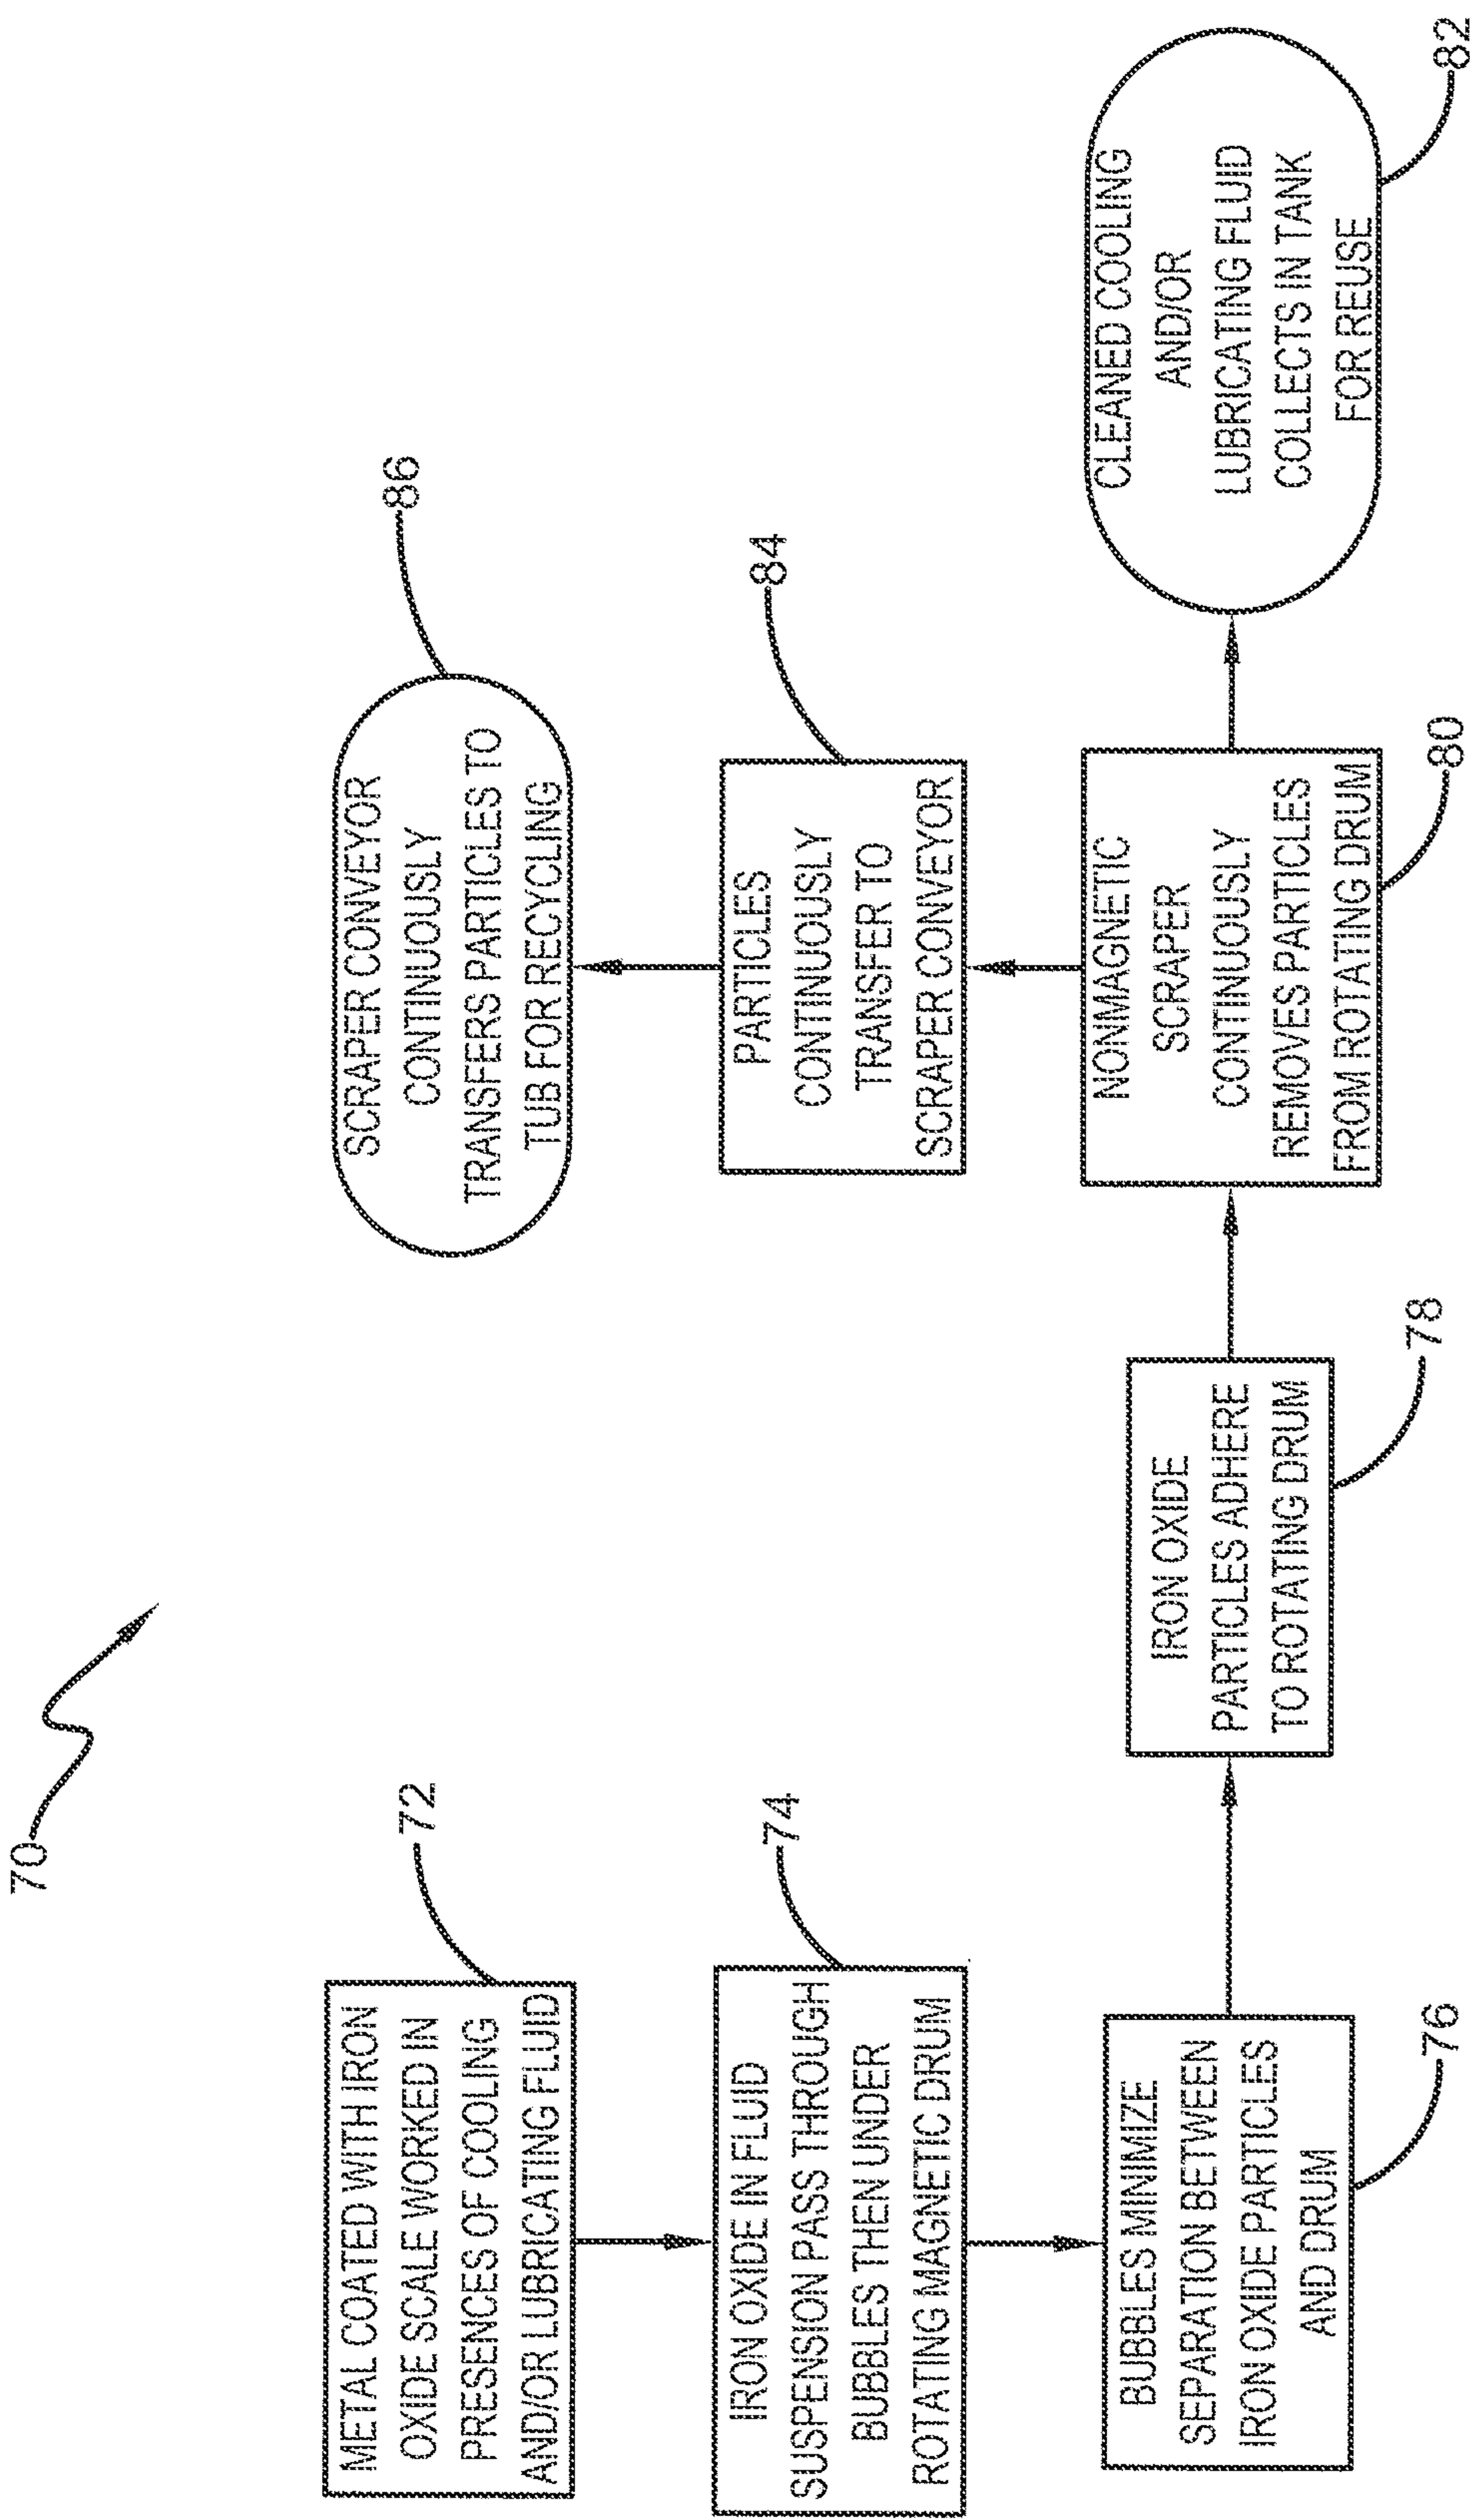 70
72
METAL COATED WITH IRON
OXIDE SCALE WORKED IN
PRESENCES OF COOLING
AND/OR LUBRICATING FLUID
74
IRON OXIDE IN FLUID
SUSPENSION PASS THROUGH
BUBBLES THEN UNDER
ROTATING MAGNETIC DRUM
BUBBLES MINIMIZE
SEPARATION BETWEEN
IRON OXIDE PARTICLES
AND DRUM
76
IRON OXIDE
PARTICLES ADHERE
TO ROTATING DRUM
78
NONMAGNETIC
SCRAPER
CONTINUOUSLY
REMOVES PARTICLES
FROM ROTATING DRUM
80
CLEANED COOLING
AND/OR
LUBRICATING FLUID
COLLECTS IN TANK
FOR REUSE
82
84
PARTICLES
CONTINUOUSLY
TRANSFER TO
SCRAPER CONVEYOR
86
SCRAPER CONVEYOR
CONTINUOUSLY
TRANSFERS PARTICLES TO
TUB FOR RECYCLING